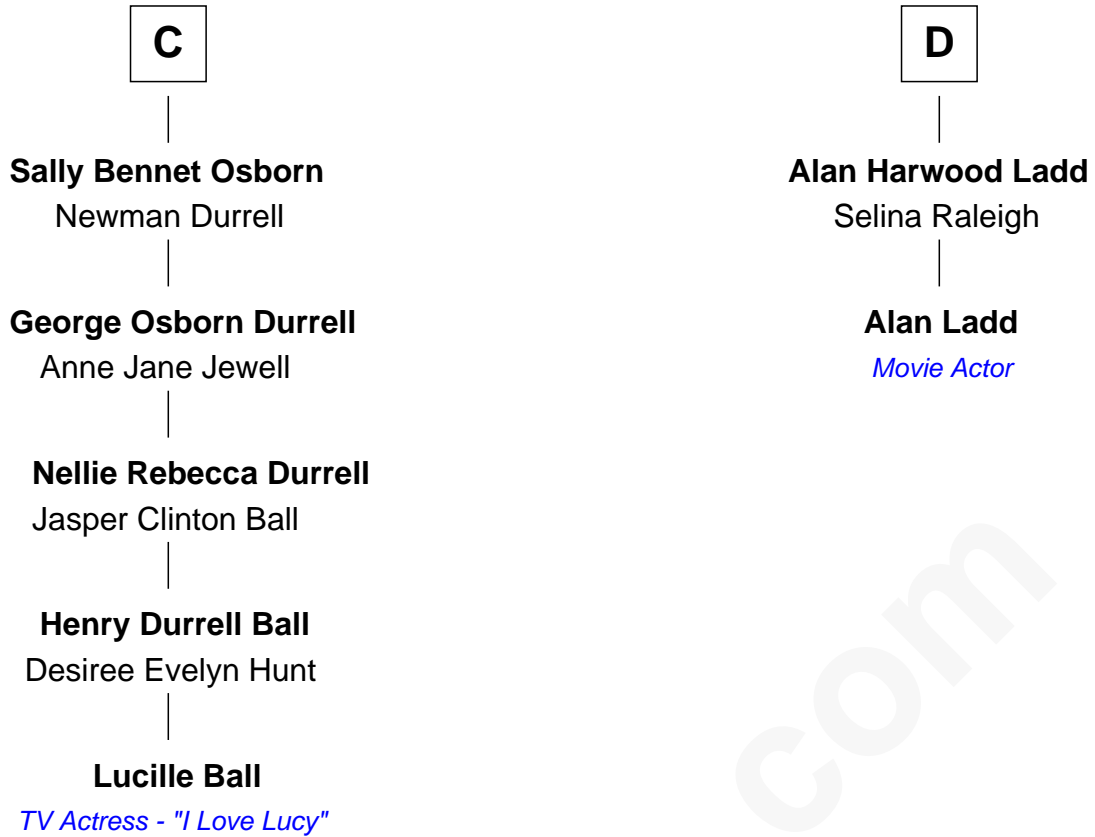 C
Sally Bennet Osborn
Newman Durrell
George Osborn Durrell
Anne Jane Jewell
Nellie Rebecca Durrell
Jasper Clinton Ball
Henry Durrell Ball
Desiree Evelyn Hunt
Lucille Ball
TV Actress - "I Love Lucy"
D
Alan Harwood Ladd
Selina Raleigh
Alan Ladd
Movie Actor
com